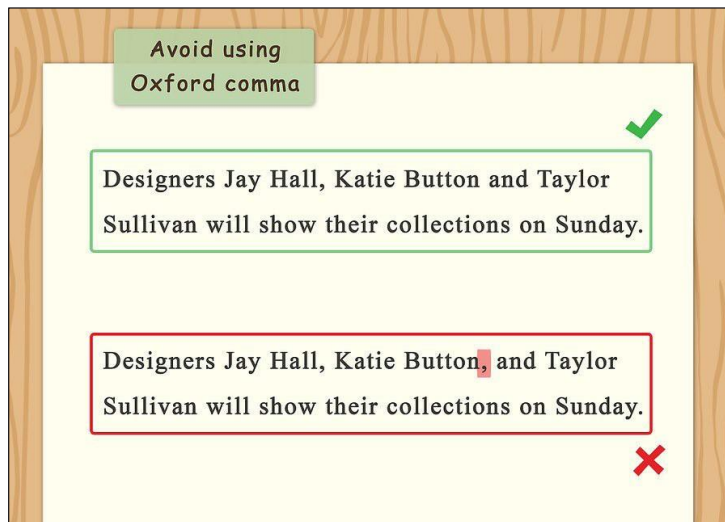 Avoid using
Oxford comma
Designers Jay Hall, Katie Button and Taylor
Sullivan will show their collections on Sunday.
Designers Jay Hall, Katie Button, and Taylor
Sullivan will show their collections on Sunday.